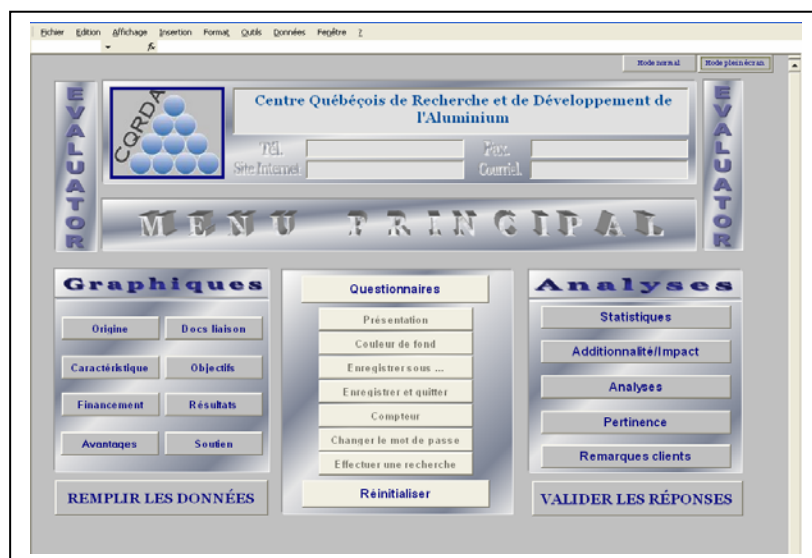 Fichier Edition Affichage Insertion Format Outils Données Fenêtre ?
fx
Mode normal Mode plein écran
EVALUATOR
CQRDA
Centre Québéçois de Recherche et de Développement de
l'Aluminium
Tél. Fax.
Site Internet Courriel.
EVALUATOR
MENU PRINCIPAL
Graphiques
Origine Docs liaison
Caractéristique Objectifs
Financement Résultats
Avantages Soutien
REMPLIR LES DONNÉES
Questionnaires
Présentation
Couleur de fond
Enregistrer sous ...
Enregistrer et quitter
Compteur
Changer le mot de passe
Effectuer une recherche
Réinitialiser
Analyses
Statistiques
Additionnalité/Impact
Analyses
Pertinence
Remarques clients
VALIDER LES RÉPONSES